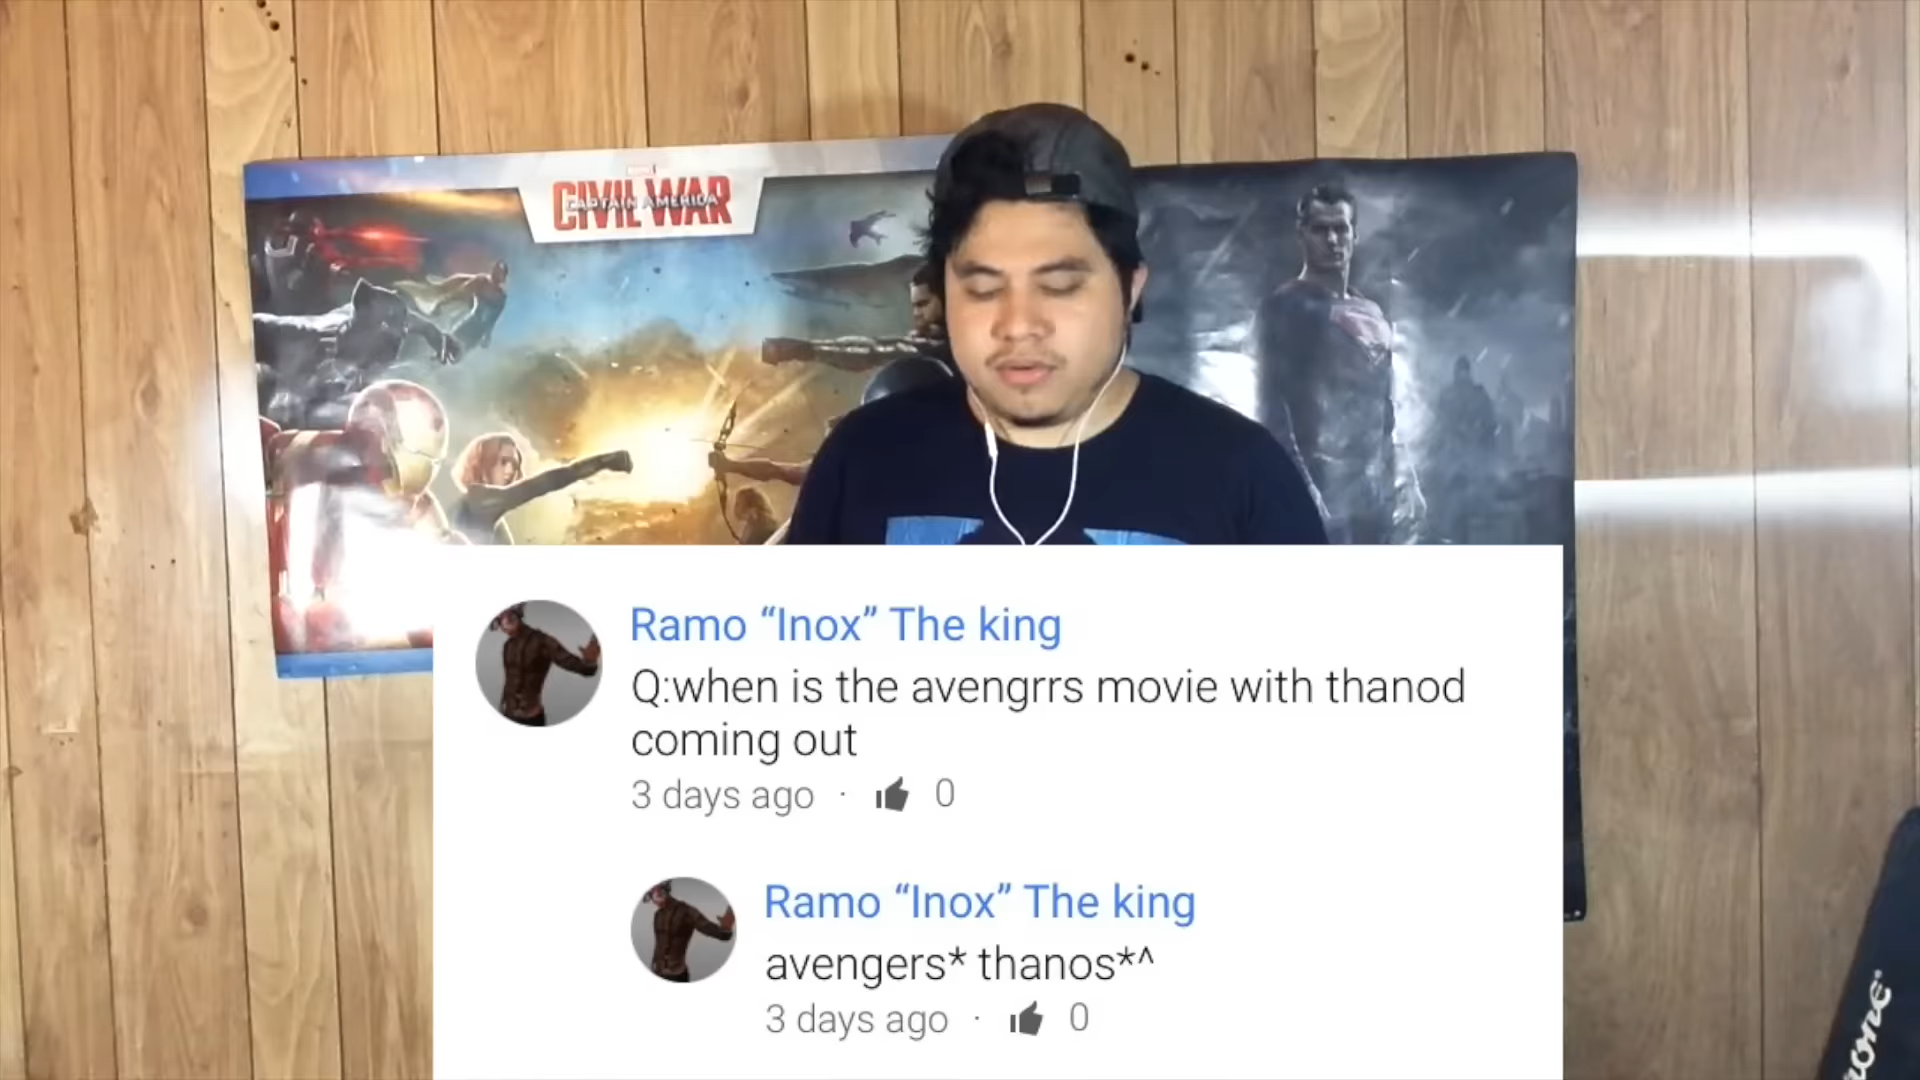 CIVIL WAR
CAPTAIN AMERICA
Ramo “Inox” The king
Q:when is the avengrrs movie with thanod
coming out
3 days ago · 0
Ramo “Inox” The king
avengers* thanos*^
3 days ago · 0